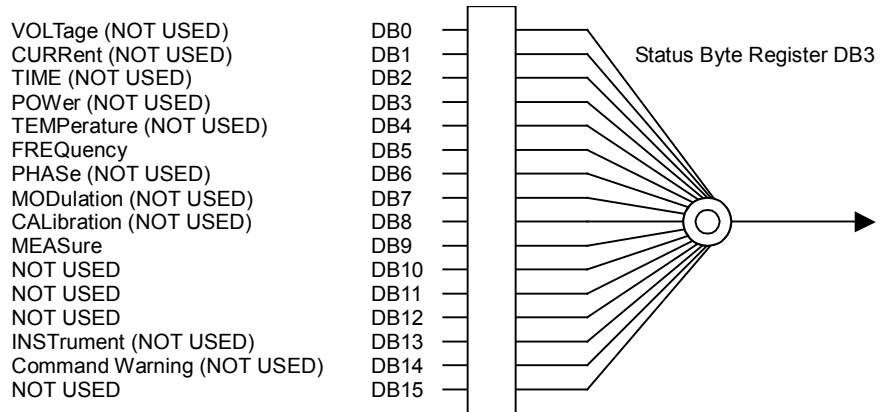 VOLTage (NOT USED) DB0
CURRent (NOT USED) DB1 Status Byte Register DB3
TIME (NOT USED) DB2
POWer (NOT USED) DB3
TEMPerature (NOT USED) DB4
FREQuency DB5
PHASe (NOT USED) DB6
MODulation (NOT USED) DB7
CALibration (NOT USED) DB8
MEASure DB9
NOT USED DB10
NOT USED DB11
NOT USED DB12
INSTrument (NOT USED) DB13
Command Warning (NOT USED) DB14
NOT USED DB15